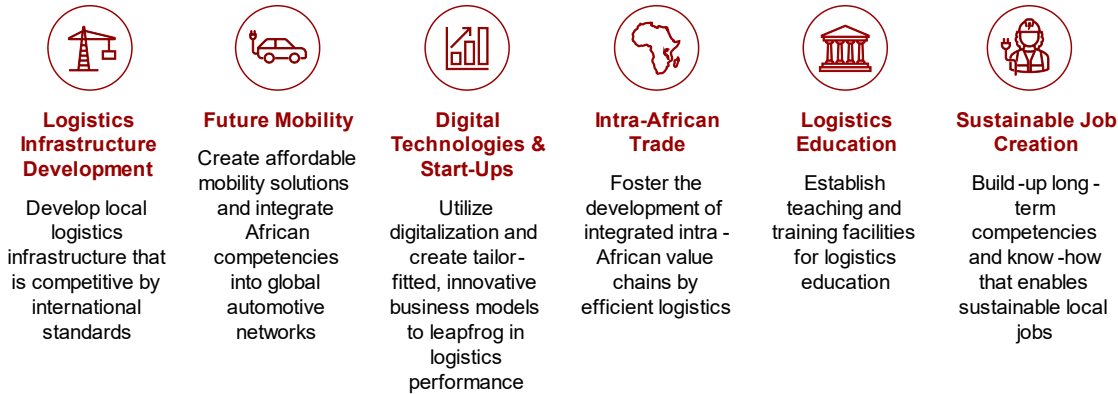 Logistics
Infrastructure
Development
Develop local
logistics
infrastructure that
is competitive by
international
standards
Future Mobility
Create affordable
mobility solutions
and integrate
African
competencies
into global
automotive
networks
Digital
Technologies &
Start-Ups
Utilize
digitalization and
create tailor-
fitted, innovative
business models
to leapfrog in
logistics
performance
Intra-African
Trade
Foster the
development of
integrated intra -
African value
chains by
efficient logistics
Logistics
Education
Establish
teaching and
training facilities
for logistics
education
Sustainable Job
Creation
Build -up long -
term
competencies
and know -how
that enables
sustainable local
jobs